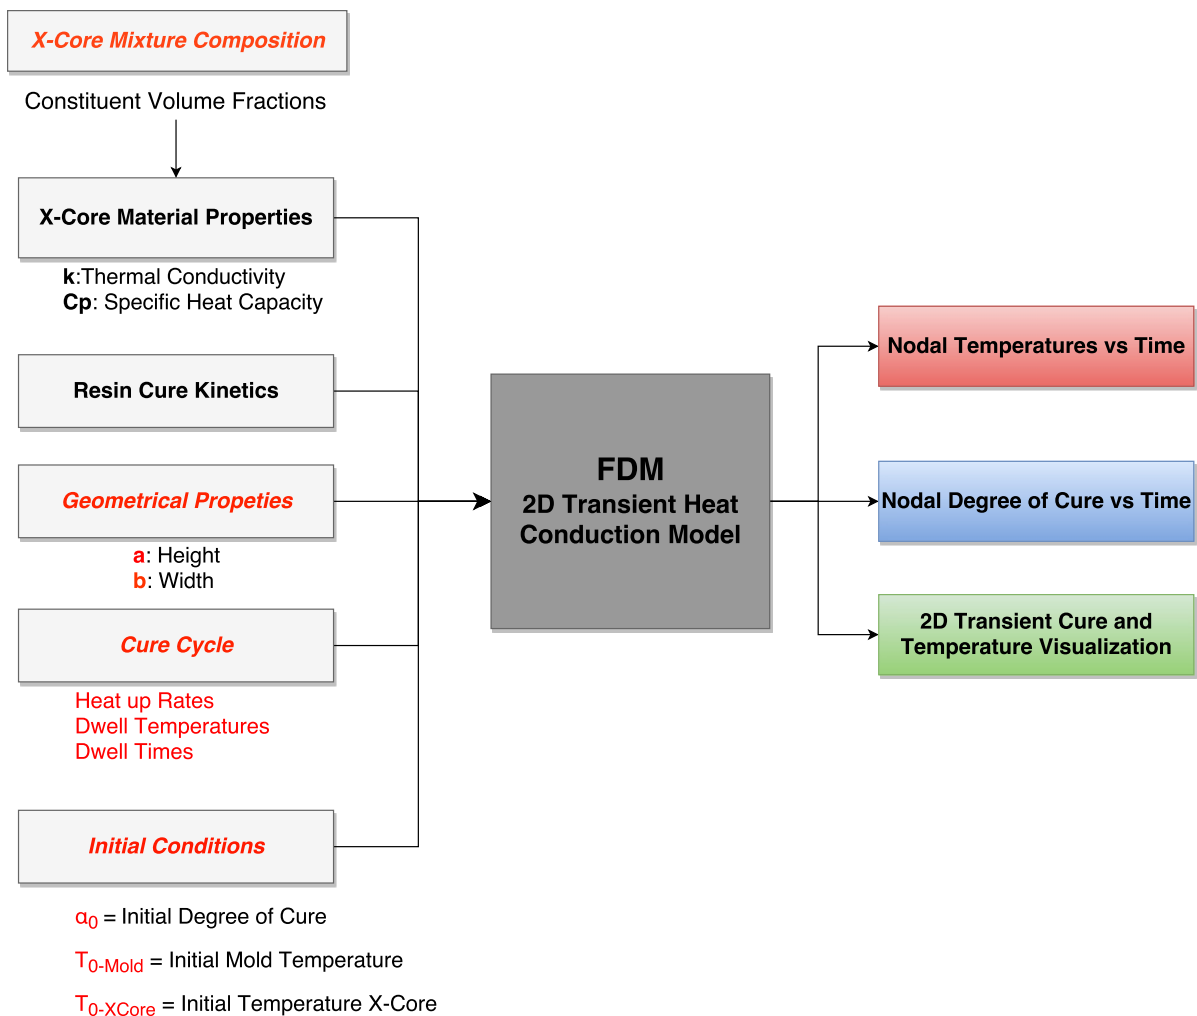 X-Core Mixture Composition
Constituent Volume Fractions
X-Core Material Properties
k:Thermal Conductivity
Cp: Specific Heat Capacity
Resin Cure Kinetics
Geometrical Propeties
a: Height
b: Width
Cure Cycle
Heat up Rates
Dwell Temperatures
Dwell Times
Initial Conditions
α0 = Initial Degree of Cure
T0-Mold = Initial Mold Temperature
T0-XCore = Initial Temperature X-Core
FDM
2D Transient Heat
Conduction Model
Nodal Temperatures vs Time
Nodal Degree of Cure vs Time
2D Transient Cure and
Temperature Visualization